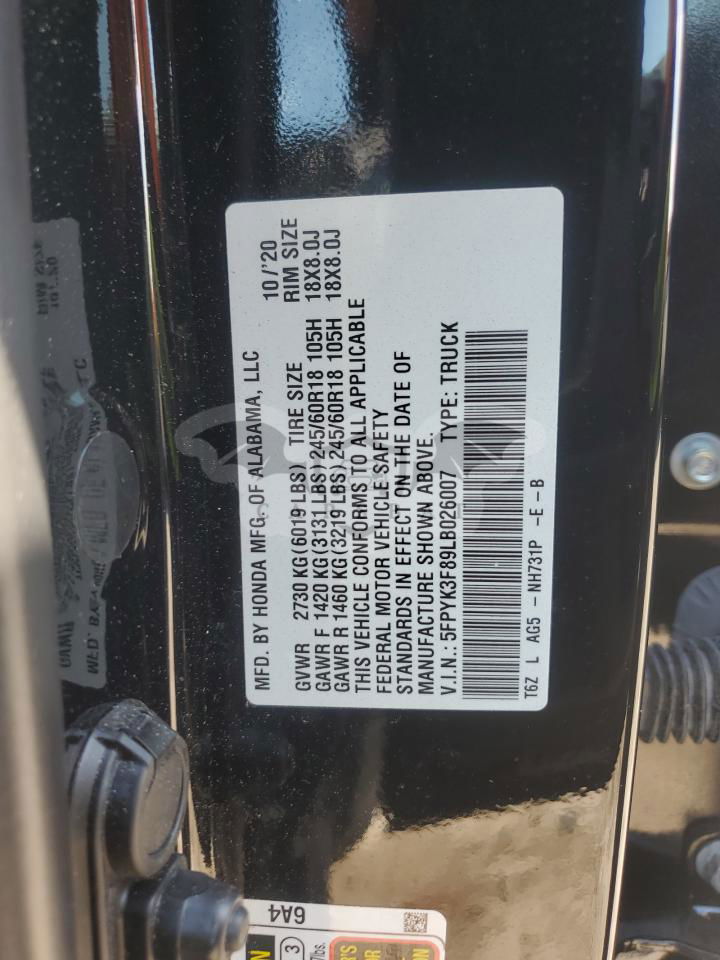 MFD. BY HONDA MFG. OF ALABAMA, LLC 10/'20
GVWR 2730 KG (6019 LBS) TIRE SIZE RIM SIZE
GAWR F 1420 KG (3131 LBS) 245/60R18 105H 18X8.0J
GAWR R 1460 KG (3219 LBS) 245/60R18 105H 18X8.0J
THIS VEHICLE CONFORMS TO ALL APPLICABLE
FEDERAL MOTOR VEHICLE SAFETY
STANDARDS IN EFFECT ON THE DATE OF
MANUFACTURE SHOWN ABOVE.
V.I.N.: 5FPYK3F89LB026007 TYPE: TRUCK
T6Z L AG5 - NH731P -E -B
6A4
3